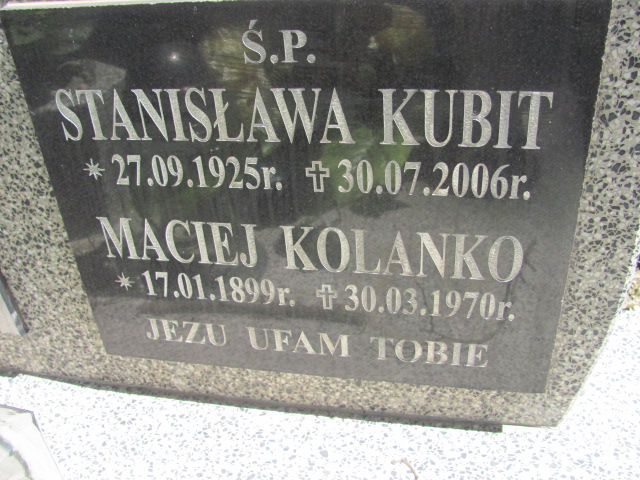 Ś.P.
STANISŁAWA KUBIT
* 27.09.1925r. ✝ 30.07.2006r.
MACIEJ KOLANKO
* 17.01.1899r. ✝ 30.03.1970r.
JEZU UFAM TOBIE